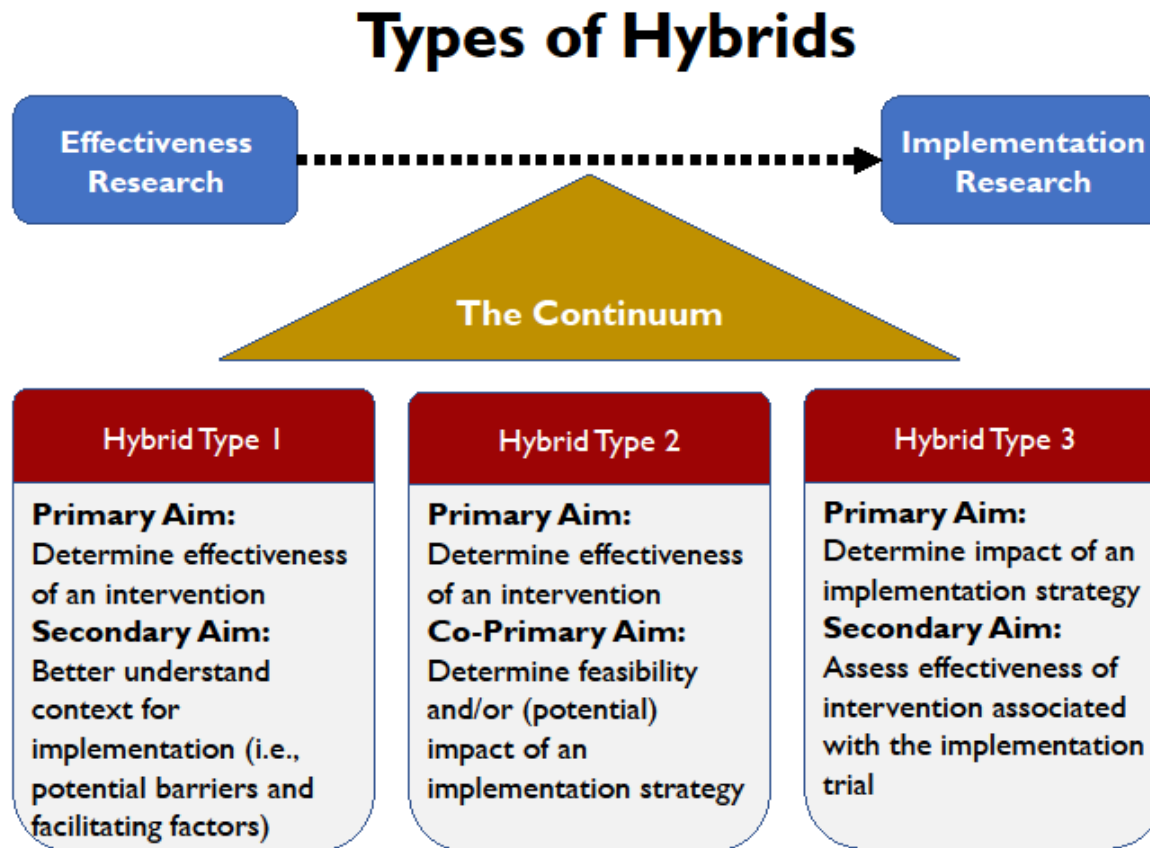 Types of Hybrids
Effectiveness
Research
Implementation
Research
The Continuum
Hybrid Type 1
Primary Aim:
Determine effectiveness
of an intervention
Secondary Aim:
Better understand
context for
implementation (i.e.,
potential barriers and
facilitating factors)
Hybrid Type 2
Primary Aim:
Determine effectiveness
of an intervention
Co-Primary Aim:
Determine feasibility
and/or (potential)
impact of an
implementation strategy
Hybrid Type 3
Primary Aim:
Determine impact of an
implementation strategy
Secondary Aim:
Assess effectiveness of
intervention associated
with the implementation
trial